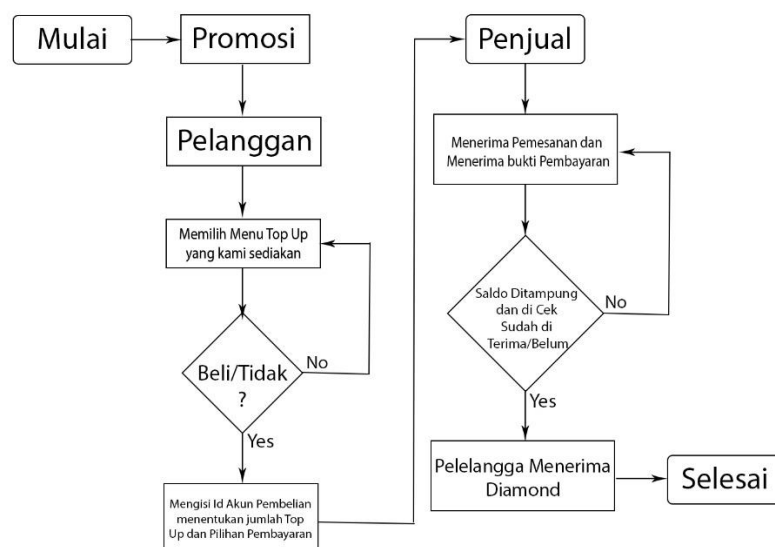 Mulai
Promosi
Pelanggan
Memilih Menu Top Up
yang kami sediakan
Beli/Tidak
?
No
Yes
Mengisi Id Akun Pembelian
menentukan jumlah Top
Up dan Pilihan Pembayaran
Penjual
Menerima Pemesanan dan
Menerima bukti Pembayaran
Saldo Ditampung
dan di Cek
Sudah di
Terima/Belum
No
Yes
Pelelangga Menerima
Diamond
Selesai